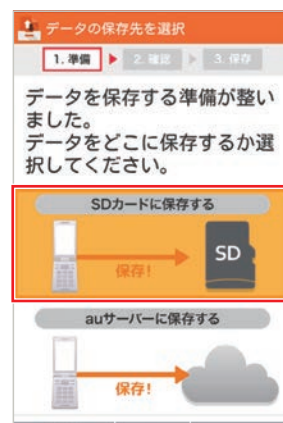 データの保存先を選択
1. 準備 ▶ 2. 確認 ▶ 3. 保存
データを保存する準備が整い
ました。
データをどこに保存するか選
択してください。
SDカードに保存する
SD
保存!
auサーバーに保存する
保存!